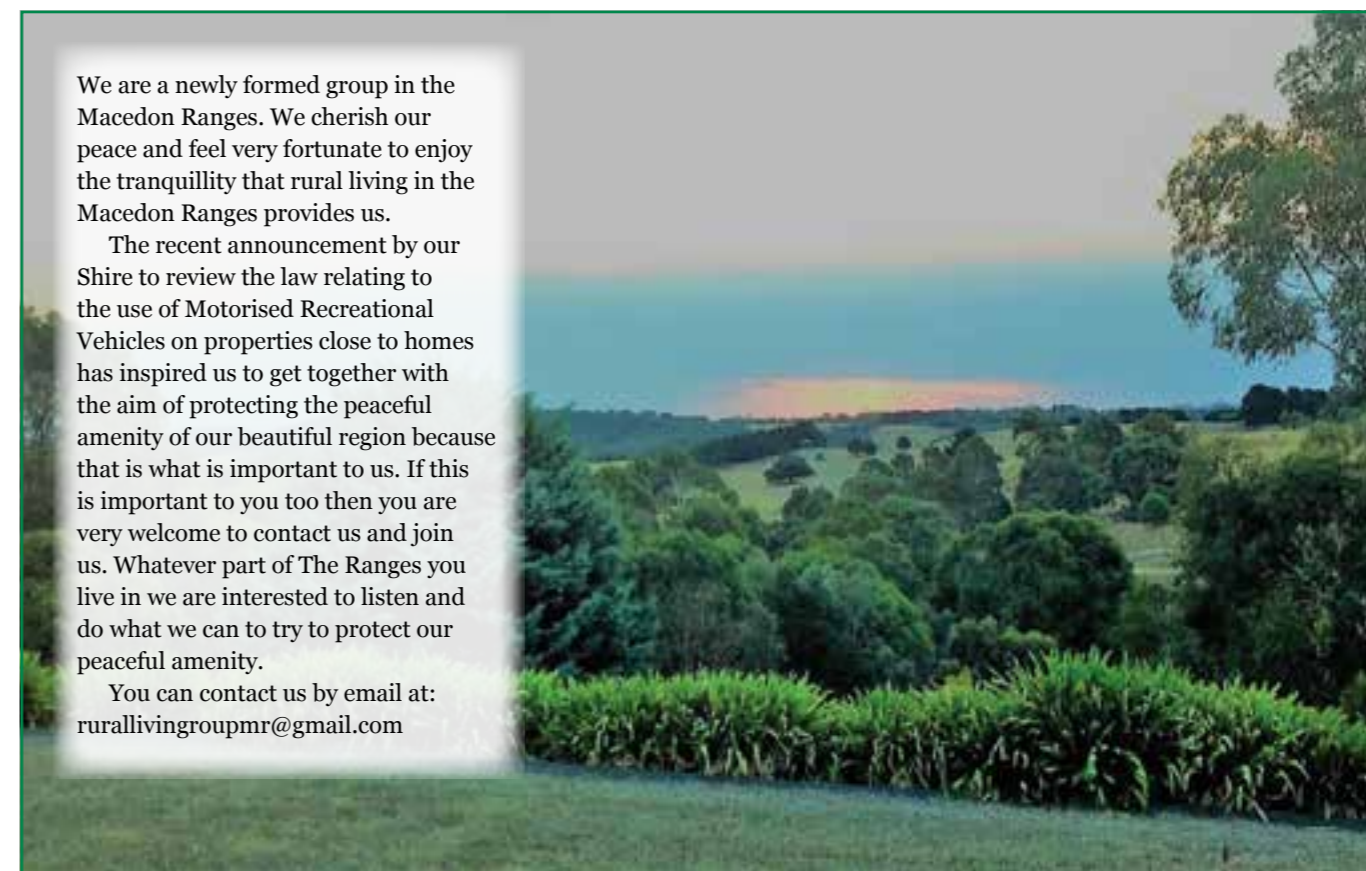 We are a newly formed group in the
Macedon Ranges. We cherish our
peace and feel very fortunate to enjoy
the tranquillity that rural living in the
Macedon Ranges provides us.
The recent announcement by our
Shire to review the law relating to
the use of Motorised Recreational
Vehicles on properties close to homes
has inspired us to get together with
the aim of protecting the peaceful
amenity of our beautiful region because
that is what is important to us. If this
is important to you too then you are
very welcome to contact us and join
us. Whatever part of The Ranges you
live in we are interested to listen and
do what we can to try to protect our
peaceful amenity.
You can contact us by email at:
rurallivingroupmr@gmail.com